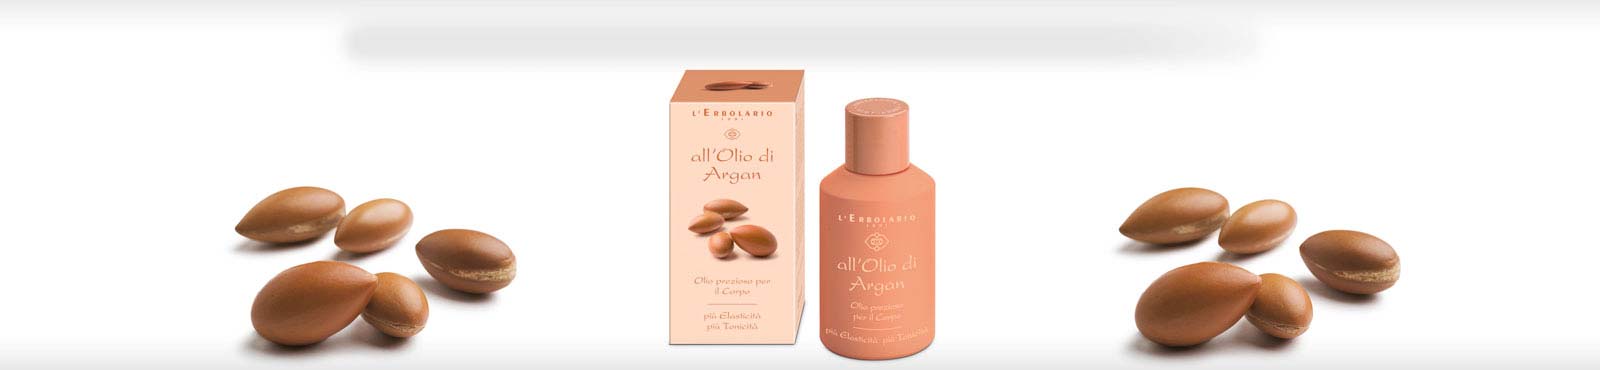 L'ERBOLARIO
LODI
all'Olio di
Argan
Olio prezioso per
il Corpo
più Elasticità
più Tonicità
L'ERBOLARIO
LODI
all'Olio di
Argan
Olio prezioso
per il Corpo
più Elasticità più Tonicità